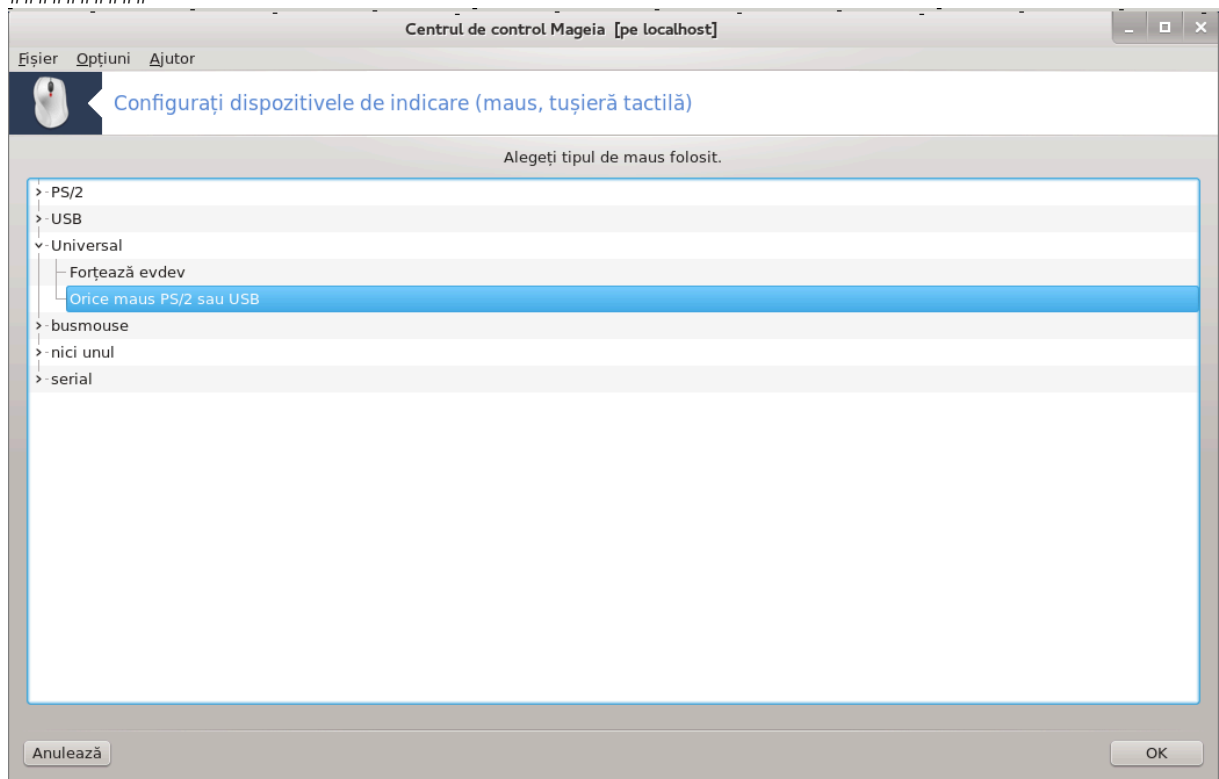 Centrul de control Mageia [pe localhost]
Fișier Opțiuni Ajutor
Configurați dispozitivele de indicare (maus, tușieră tactilă)
Alegeți tipul de maus folosit.
PS/2
USB
Universal
Forțează evdev
Orice maus PS/2 sau USB
busmouse
nici unul
serial
Anulează OK